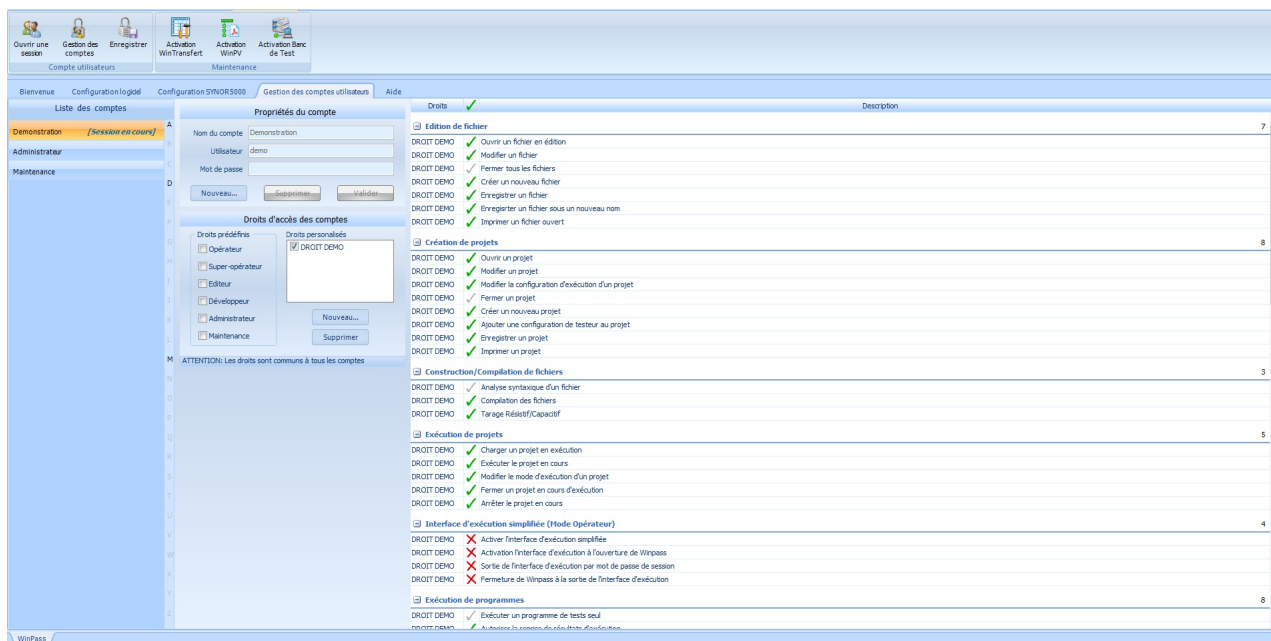 Ouvrir une session
Gestion des comptes
Enregistrer
Activation WinTransfert
Activation WinPV
Activation Banc de Test
Compte utilisateurs
Maintenance
Bienvenue
Configuration logiciel
Configuration SYNOR5000
Gestion des comptes utilisateurs
Aide
Liste des comptes
Demonstration [Session en cours]
Administrateur
Maintenance
A
B
C
D
E
F
G
H
I
J
K
L
M
N
O
P
Q
R
S
T
U
V
W
X
Y
Z
Propriétés du compte
Nom du compte Demonstration
Utilisateur demo
Mot de passe
Nouveau...
Supprimer
Valider
Droits d'accès des comptes
Droits prédéfinis
Opérateur
Super-opérateur
Editeur
Développeur
Administrateur
Maintenance
Droits personalisés
DROIT DEMO
Nouveau...
Supprimer
ATTENTION: Les droits sont communs à tous les comptes
Droits Description
Edition de fichier 7
DROIT DEMO Ouvrir un fichier en édition
DROIT DEMO Modifier un fichier
DROIT DEMO Fermer tous les fichiers
DROIT DEMO Créer un nouveau fichier
DROIT DEMO Enregistrer un fichier
DROIT DEMO Enregisrter un fichier sous un nouveau nom
DROIT DEMO Imprimer un fichier ouvert
Création de projets 8
DROIT DEMO Ouvrir un projet
DROIT DEMO Modifier un projet
DROIT DEMO Modifier la configuration d'exécution d'un projet
DROIT DEMO Fermer un projet
DROIT DEMO Créer un nouveau projet
DROIT DEMO Ajouter une configuration de testeur au projet
DROIT DEMO Enregistrer un projet
DROIT DEMO Imprimer un projet
Construction/Compilation de fichiers 3
DROIT DEMO Analyse syntaxique d'un fichier
DROIT DEMO Compilation des fichiers
DROIT DEMO Tarage Résistif/Capacitif
Exécution de projets 5
DROIT DEMO Charger un projet en exécution
DROIT DEMO Exécuter le projet en cours
DROIT DEMO Modifier le mode d'exécution d'un projet
DROIT DEMO Fermer un projet en cours d'exécution
DROIT DEMO Arrêter le projet en cours
Interface d'exécution simplifiée (Mode Opérateur) 4
DROIT DEMO Activer l'interface d'exécution simplifiée
DROIT DEMO Activation l'interface d'exécution à l'ouverture de Winpass
DROIT DEMO Sortie de l'interface d'exécution par mot de passe de session
DROIT DEMO Fermeture de Winpass à la sortie de l'interface d'exécution
Exécution de programmes 8
DROIT DEMO Exécuter un programme de tests seul
DROIT DEMO Autoriser la reprise de résultats d'exécution
WinPass